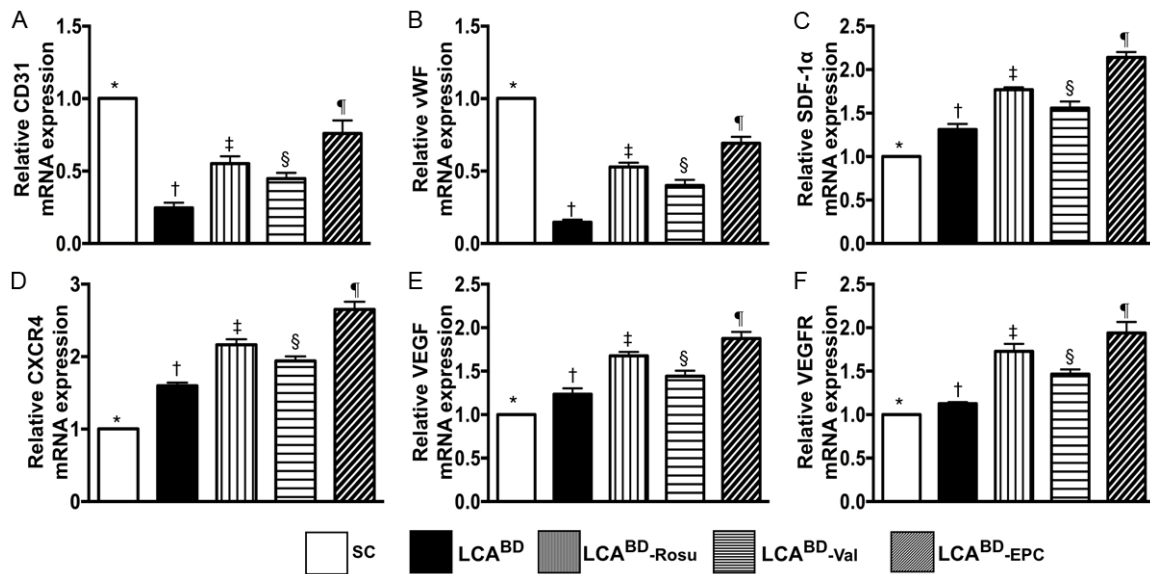 A
Relative CD31
mRNA expression
1.5
1.0
0.5
0.0
*
†
‡
§
¶
B
Relative vWF
mRNA expression
1.5
1.0
0.5
0.0
*
†
‡
§
¶
C
Relative SDF-1α
mRNA expression
2.5
2.0
1.5
1.0
0.5
0.0
*
†
‡
§
¶
D
Relative CXCR4
mRNA expression
3
2
1
0
*
†
‡
§
¶
E
Relative VEGF
mRNA expression
2.5
2.0
1.5
1.0
0.5
0.0
*
†
‡
§
¶
F
Relative VEGFR
mRNA expression
2.5
2.0
1.5
1.0
0.5
0.0
*
†
‡
§
¶
SC
LCA^BD
LCA^BD-Rosu
LCA^BD-Val
LCA^BD-EPC